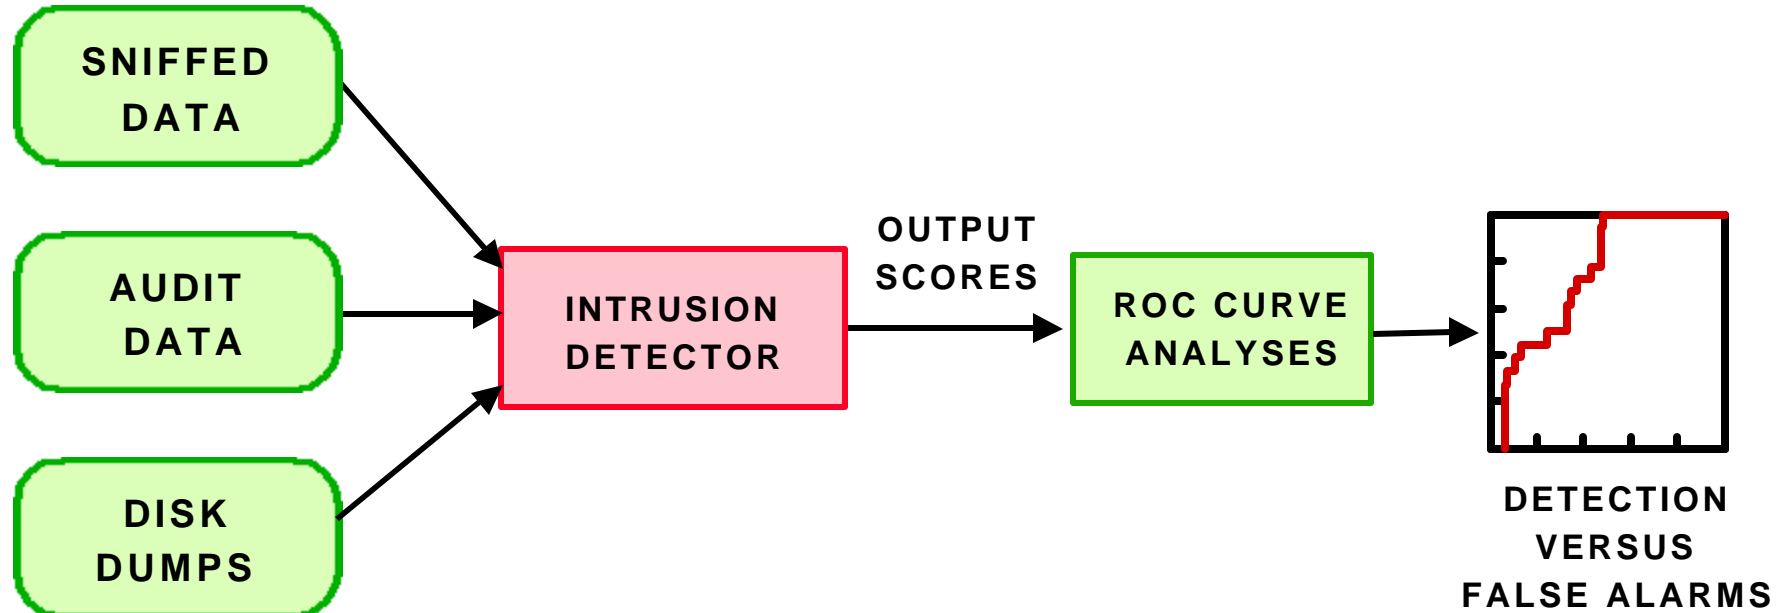 SNIFFED
DATA
AUDIT
DATA
DISK
DUMPS
INTRUSION
DETECTOR
OUTPUT
SCORES
ROC CURVE
ANALYSES
DETECTION
VERSUS
FALSE ALARMS